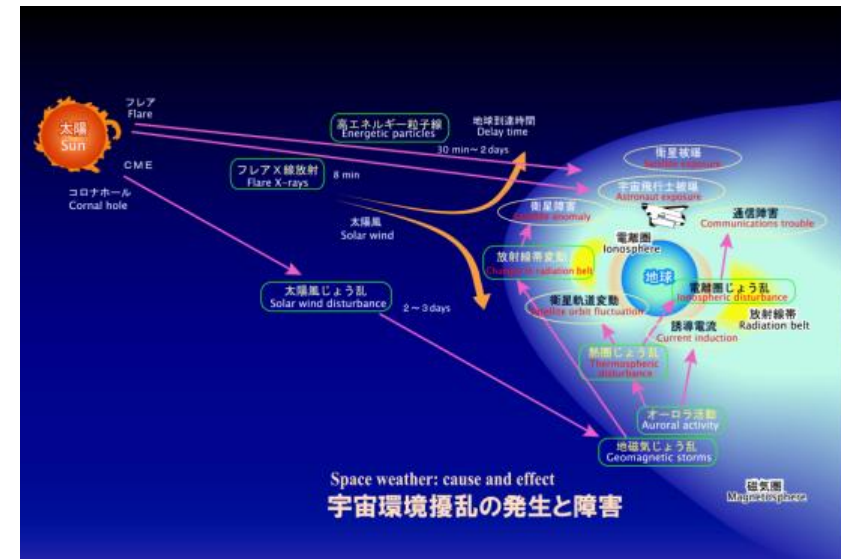 フレア
Flare
太陽
Sun
CME
コロナホール
Cornal hole
高エネルギー粒子線
Energetic particles
地球到達時間
Delay time
30 min～2 days
フレアX線放射
Flare X-rays
8 min
太陽風
Solar wind
太陽風じょう乱
Solar wind disturbance
2～3days
衛星被曝
Satellite exposure
宇宙飛行士被曝
Astronaut exposure
衛星障害
Satellite anomaly
通信障害
Communications trouble
電離圏
Ionosphere
放射線帯変動
Changes in radiation belt
地球
電離圏じょう乱
Ionospheric disturbance
衛星軌道変動
Satellite orbit fluctuation
放射線帯
Radiation belt
誘導電流
Current induction
熱圏じょう乱
Thermospheric
disturbance
オーロラ活動
Auroral activity
地磁気じょう乱
Geomagnetic storms
磁気圏
Magnetosphere
Space weather: cause and effect
宇宙環境擾乱の発生と障害